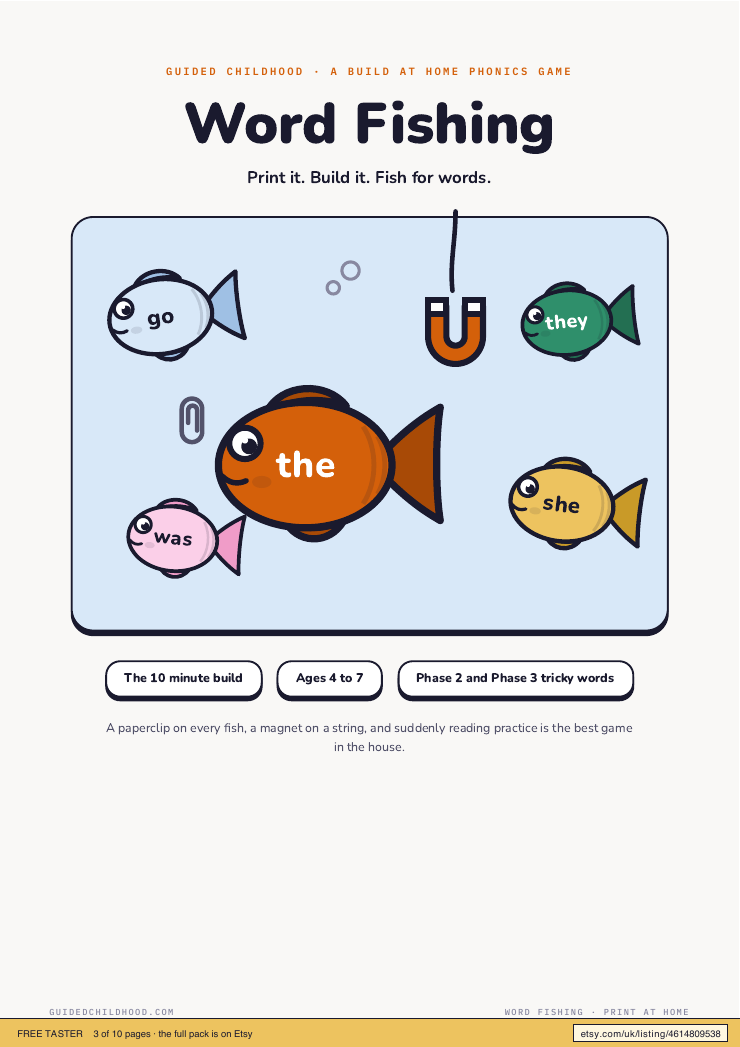 GUIDED CHILDHOOD · A BUILD AT HOME PHONICS GAME
Word Fishing
Print it. Build it. Fish for words.
go
they
the
she
was
The 10 minute build
Ages 4 to 7
Phase 2 and Phase 3 tricky words
A paperclip on every fish, a magnet on a string, and suddenly reading practice is the best game
in the house.
GUIDEDCHILDHOOD.COM
WORD FISHING · PRINT AT HOME
FREE TASTER 3 of 10 pages · the full pack is on Etsy
etsy.com/uk/listing/4614809538